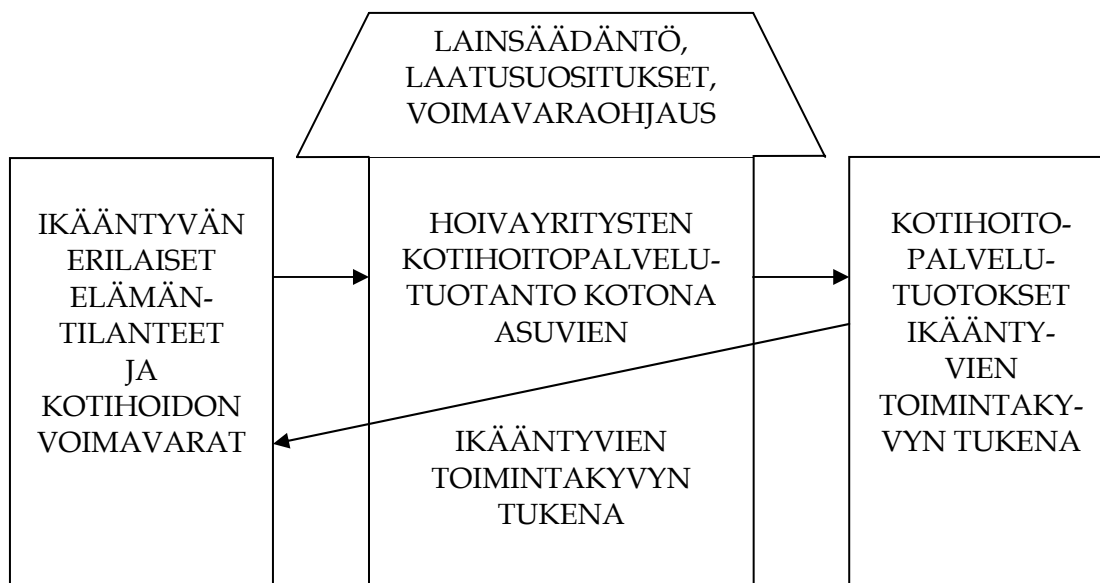 LAINSÄÄDÄNTÖ,
LAATUSUOSITUKSET,
VOIMAVARAOHJAUS
IKÄÄNTYVÄN
ERILAISET
ELÄMÄN-
TILANTEET
JA
KOTIHOIDON
VOIMAVARAT
HOIVAYRITYSTEN
KOTIHOITOPALVELU-
TUOTANTO KOTONA
ASUVIEN
IKÄÄNTYVIEN
TOIMINTAKYVYN
TUKENA
KOTIHOITO-
PALVELU-
TUOTOKSET
IKÄÄNTY-
VIEN
TOIMINTAKY-
VYN TUKENA